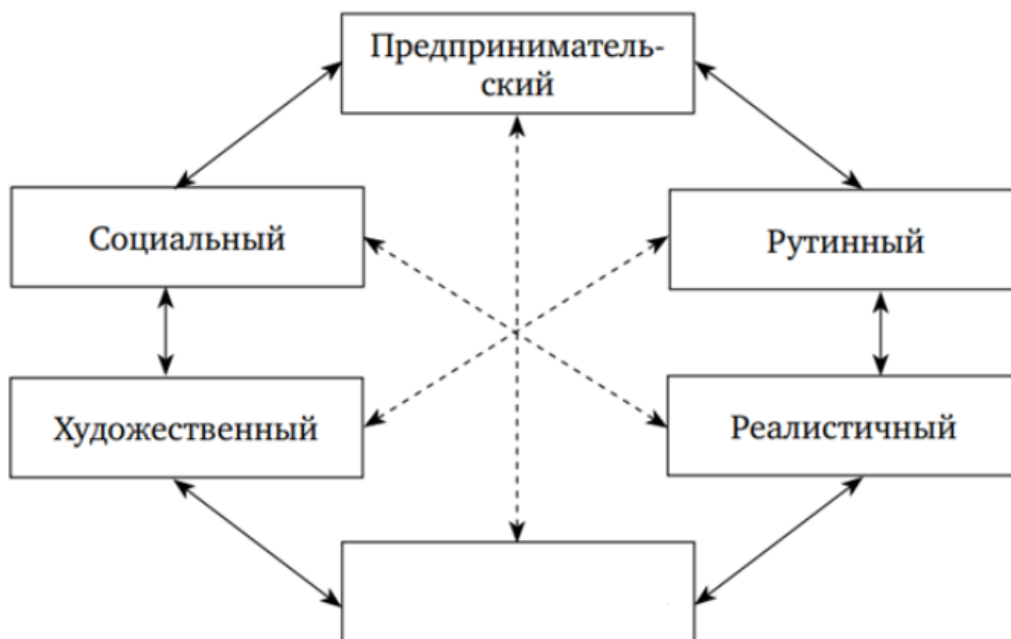 Предприниматель-
ский
Социальный
Рутинный
Художественный
Реалистичный